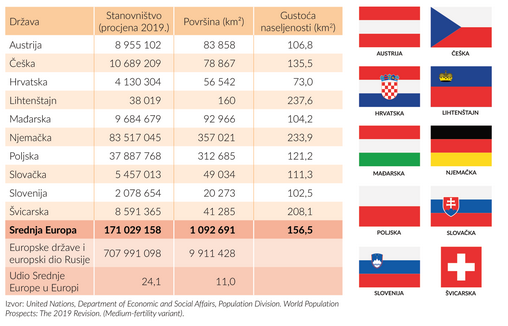 Država Stanovništvo (procjena 2019.) Površina (km²) Gustoća naseljenosti (km²)
Austrija 8 955 102 83 858 106,8
Češka 10 689 209 78 867 135,5
Hrvatska 4 130 304 56 542 73,0
Lihtenštajn 38 019 160 237,6
Mađarska 9 684 679 92 966 104,2
Njemačka 83 517 045 357 021 233,9
Poljska 37 887 768 312 685 121,2
Slovačka 5 457 013 49 034 111,3
Slovenija 2 078 654 20 273 102,5
Švicarska 8 591 365 41 285 208,1
Srednja Europa 171 029 158 1 092 691 156,5
Europske države i europski dio Rusije 707 991 098 9 911 428
Udio Srednje Europe u Europi 24,1 11,0
Izvor: United Nations, Department of Economic and Social Affairs, Population Division. World Population
Prospects: The 2019 Revision. (Medium-fertility variant).
AUSTRIJA ČEŠKA
HRVATSKA LIHTENŠTAJN
MAĐARSKA NJEMAČKA
POLJSKA SLOVAČKA
SLOVENIJA ŠVICARSKA